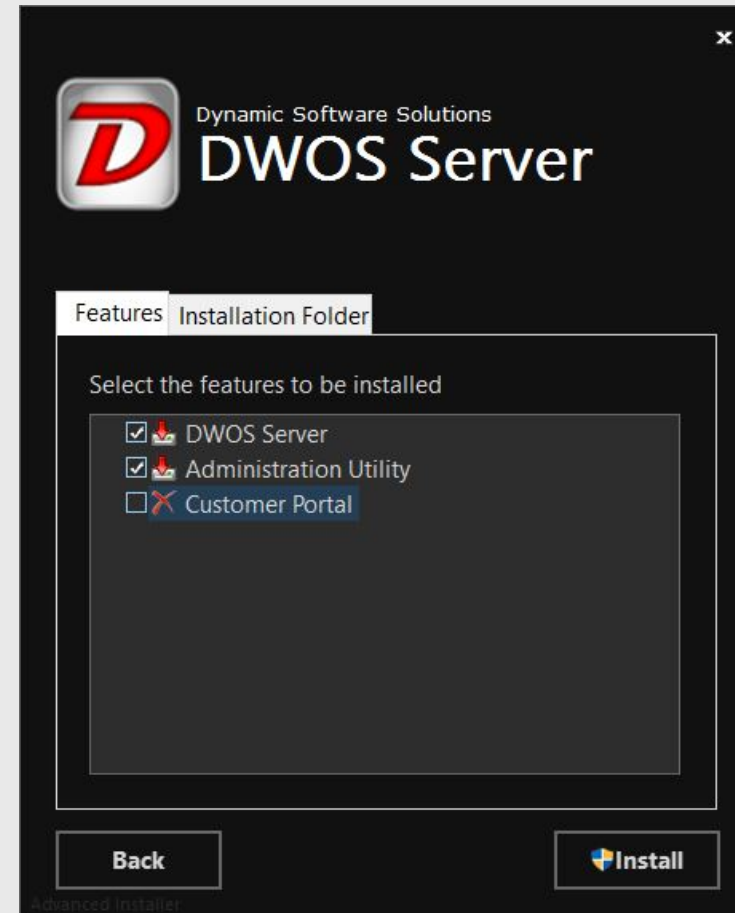 x
Dynamic Software Solutions
D
DWOS Server
Features Installation Folder
Select the features to be installed
DWOS Server
Administration Utility
Customer Portal
Back Install
Advanced Installer